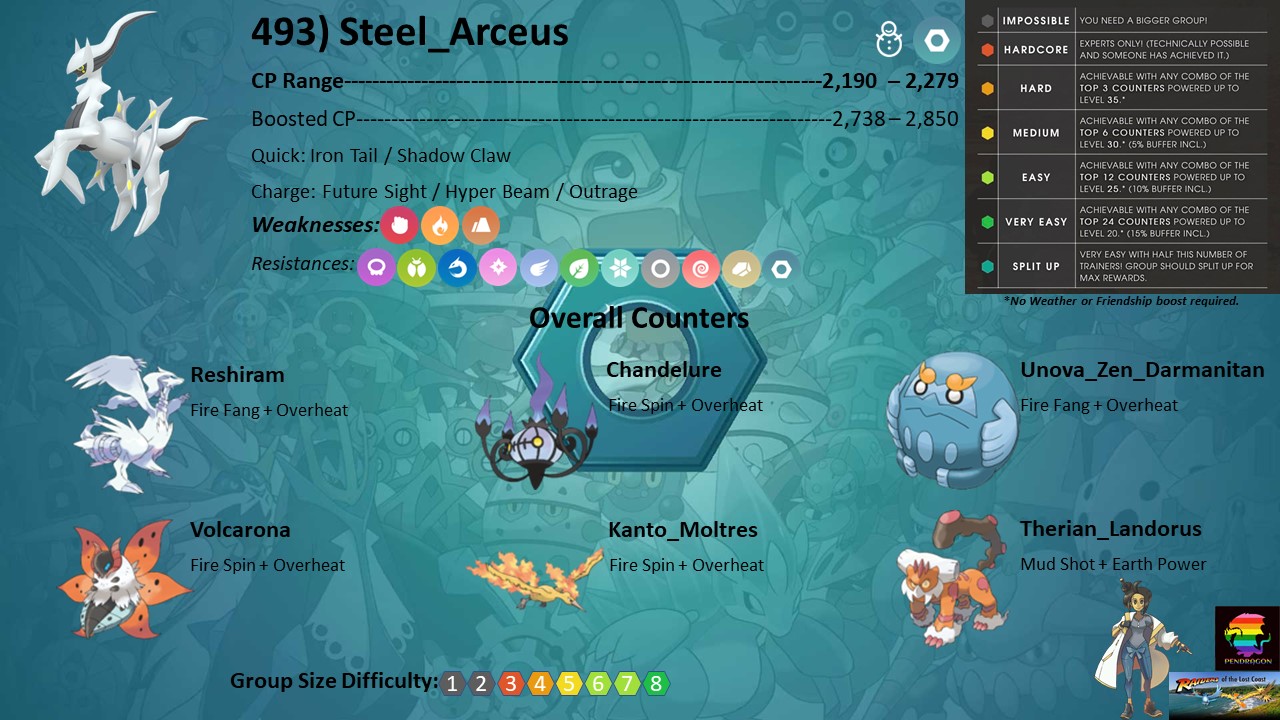 493) Steel_Arceus
CP Range------------------------------------------------------------------------2,190 – 2,279
Boosted CP------------------------------------------------------------------------2,738 – 2,850
Quick: Iron Tail / Shadow Claw
Charge: Future Sight / Hyper Beam / Outrage
Weaknesses:
Resistances:
IMPOSSIBLE YOU NEED A BIGGER GROUP!
HARDCORE EXPERTS ONLY! (TECHNICALLY POSSIBLE
AND SOMEONE HAS ACHIEVED IT.)
HARD ACHIEVABLE WITH ANY COMBO OF THE
TOP 3 COUNTERS POWERED UP TO
LEVEL 35.*
MEDIUM ACHIEVABLE WITH ANY COMBO OF THE
TOP 6 COUNTERS POWERED UP TO
LEVEL 30.* (5% BUFFER INCL.)
EASY ACHIEVABLE WITH ANY COMBO OF THE
TOP 12 COUNTERS POWERED UP TO
LEVEL 25.* (10% BUFFER INCL.)
VERY EASY ACHIEVABLE WITH ANY COMBO OF THE
TOP 24 COUNTERS POWERED UP TO
LEVEL 20.* (15% BUFFER INCL.)
SPLIT UP VERY EASY WITH HALF THIS NUMBER OF
TRAINERS! GROUP SHOULD SPLIT UP FOR
MAX REWARDS.
*No Weather or Friendship boost required.
Overall Counters
Reshiram
Fire Fang + Overheat
Chandelure
Fire Spin + Overheat
Unova_Zen_Darmanitan
Fire Fang + Overheat
Volcarona
Fire Spin + Overheat
Kanto_Moltres
Fire Spin + Overheat
Therian_Landorus
Mud Shot + Earth Power
Group Size Difficulty: 1 2 3 4 5 6 7 8
PENDRAGON
RAIDERS of the Lost Coast